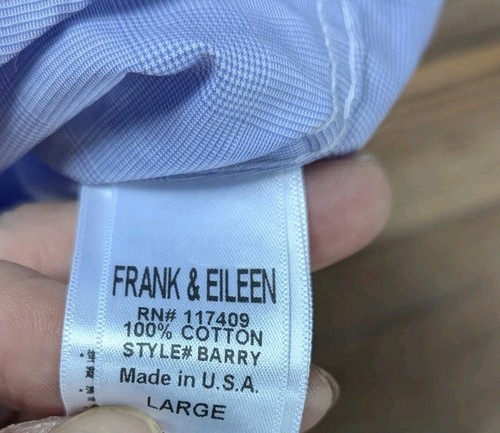 FRANK & EILEEN
RN# 117409
100% COTTON
STYLE# BARRY
Made in U.S.A.
LARGE